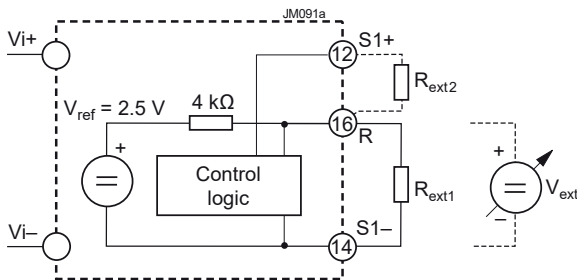 JM091a
Vi+
12
S1+
Rext2
Vref = 2.5 V
4 kΩ
16
R
+
Control
logic
Rext1
+
Vext
–
Vi–
S1–
14